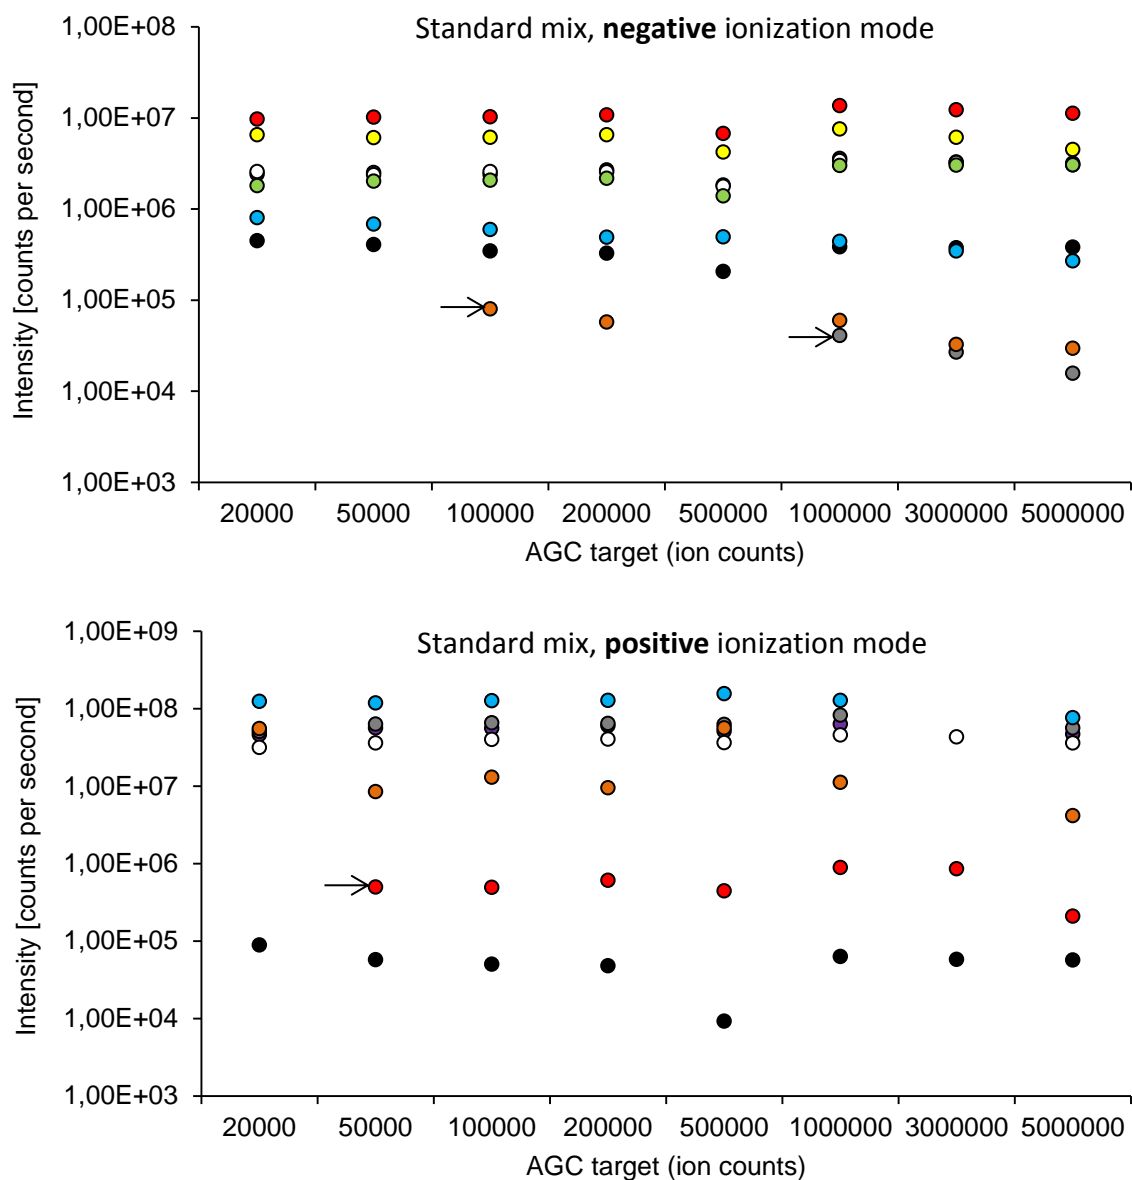 Standard mix, negative ionization mode
Intensity [counts per second]
1,00E+08
1,00E+07
1,00E+06
1,00E+05
1,00E+04
1,00E+03
20000 50000 100000 200000 500000 1000000 3000000 5000000
AGC target (ion counts)
Standard mix, positive ionization mode
Intensity [counts per second]
1,00E+09
1,00E+08
1,00E+07
1,00E+06
1,00E+05
1,00E+04
1,00E+03
20000 50000 100000 200000 500000 1000000 3000000 5000000
AGC target (ion counts)